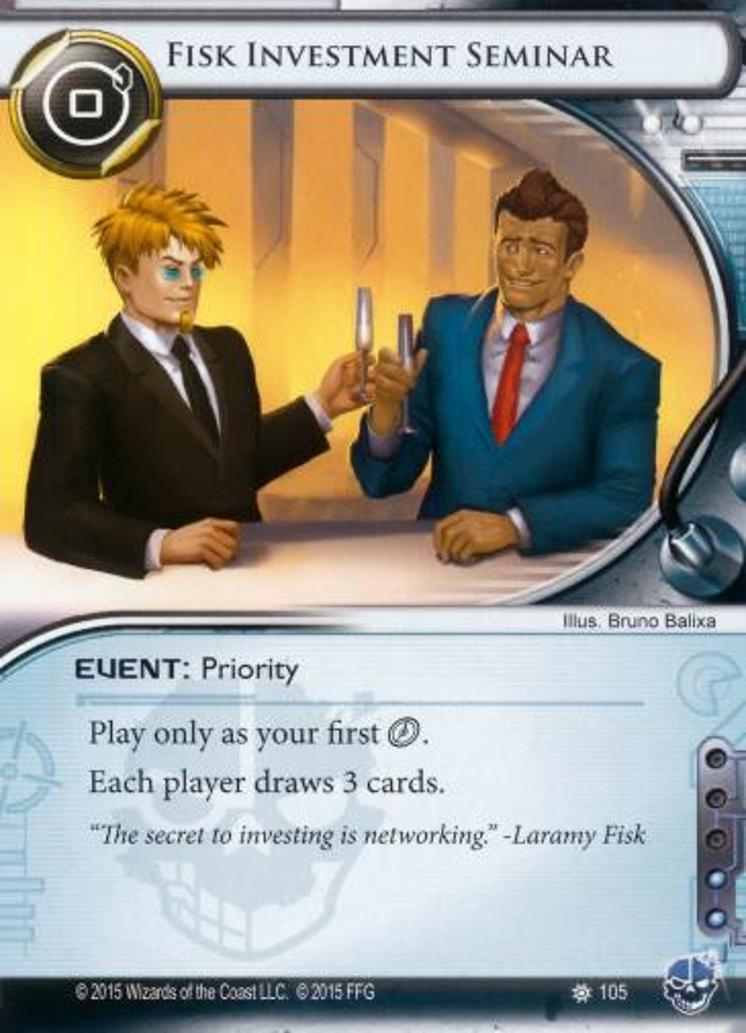 FISK INVESTMENT SEMINAR
Illus. Bruno Balixa
EVENT: Priority
Play only as your first .
Each player draws 3 cards.
“The secret to investing is networking.” -Laramy Fisk
© 2015 Wizards of the Coast LLC. © 2015 FFG
105